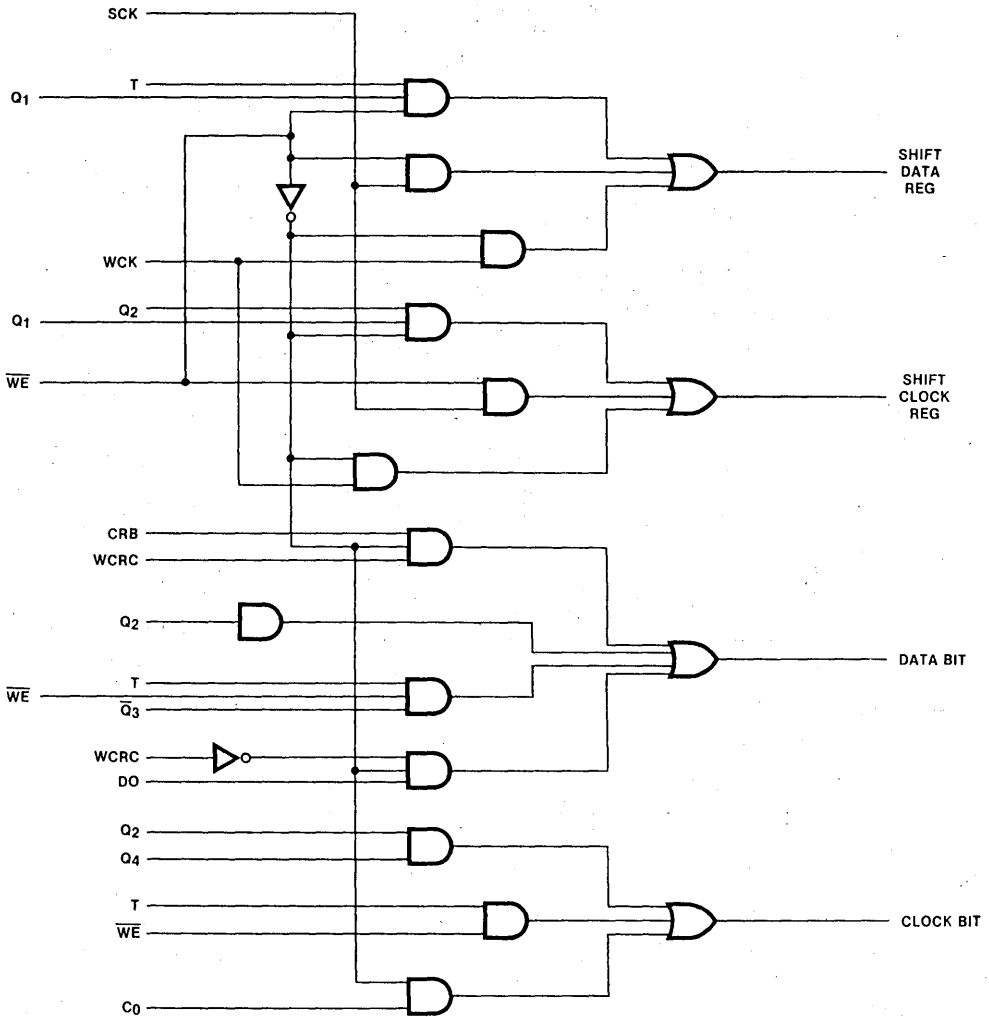 SCK
T
Q1
SHIFT
DATA
REG
WCK
Q2
Q1
WE
SHIFT
CLOCK
REG
CRB
WCRC
Q2
DATA BIT
T
WE
Q3
WCRC
DO
Q2
Q4
T
CLOCK BIT
WE
C0